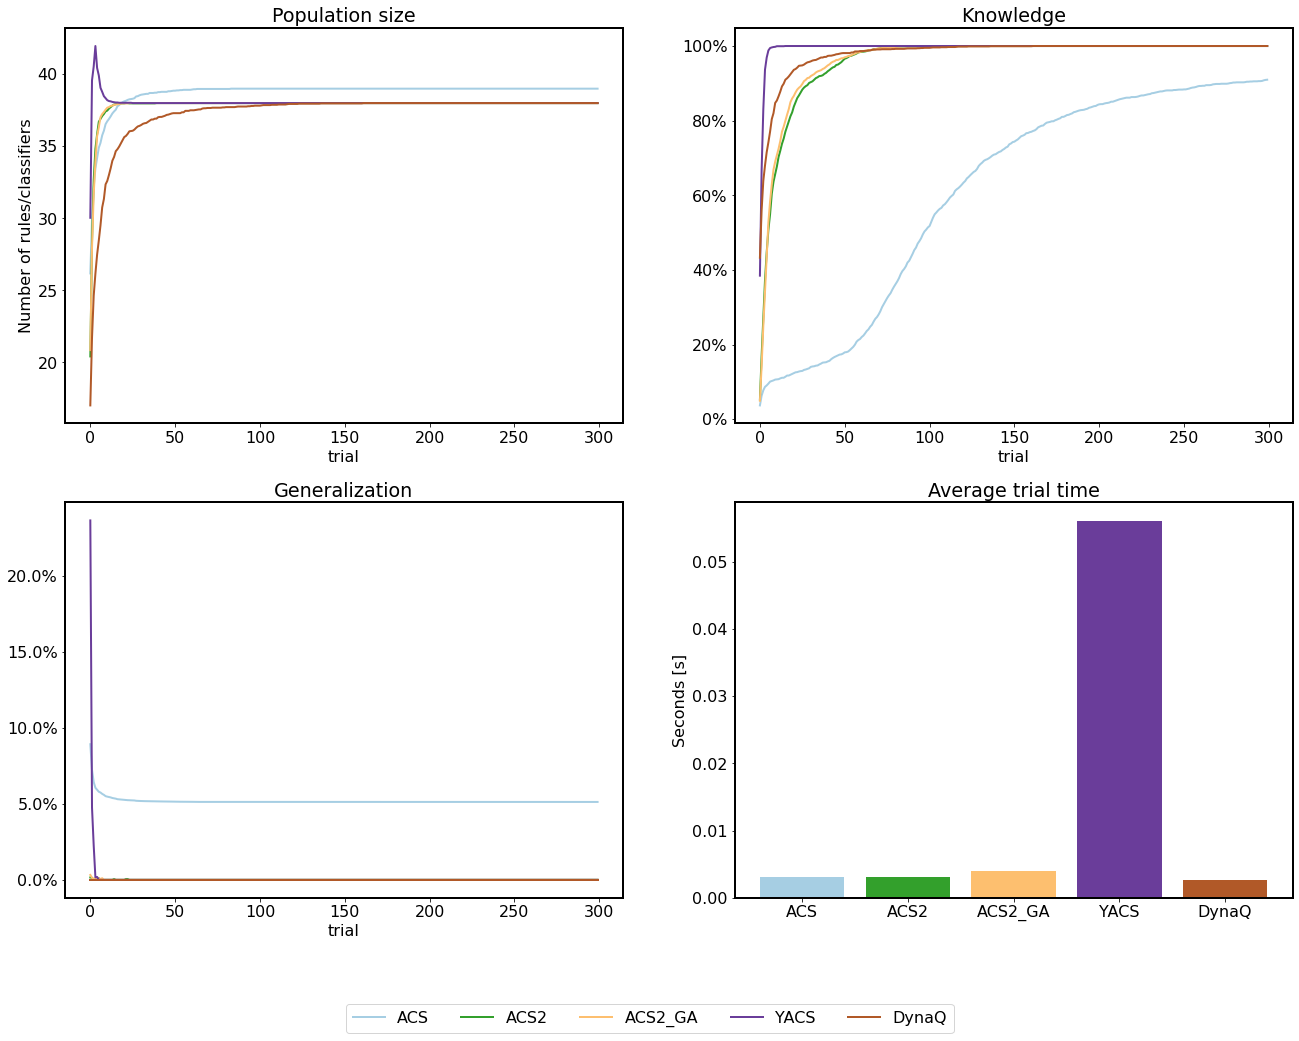 Population size
Number of rules/classifiers
40
35
30
25
20
0 50 100 150 200 250 300
trial
Knowledge
100%
80%
60%
40%
20%
0%
0 50 100 150 200 250 300
trial
Generalization
20.0%
15.0%
10.0%
5.0%
0.0%
0 50 100 150 200 250 300
trial
Average trial time
Seconds [s]
0.05
0.04
0.03
0.02
0.01
0.00
ACS ACS2 ACS2_GA YACS DynaQ
ACS ACS2 ACS2_GA YACS DynaQ